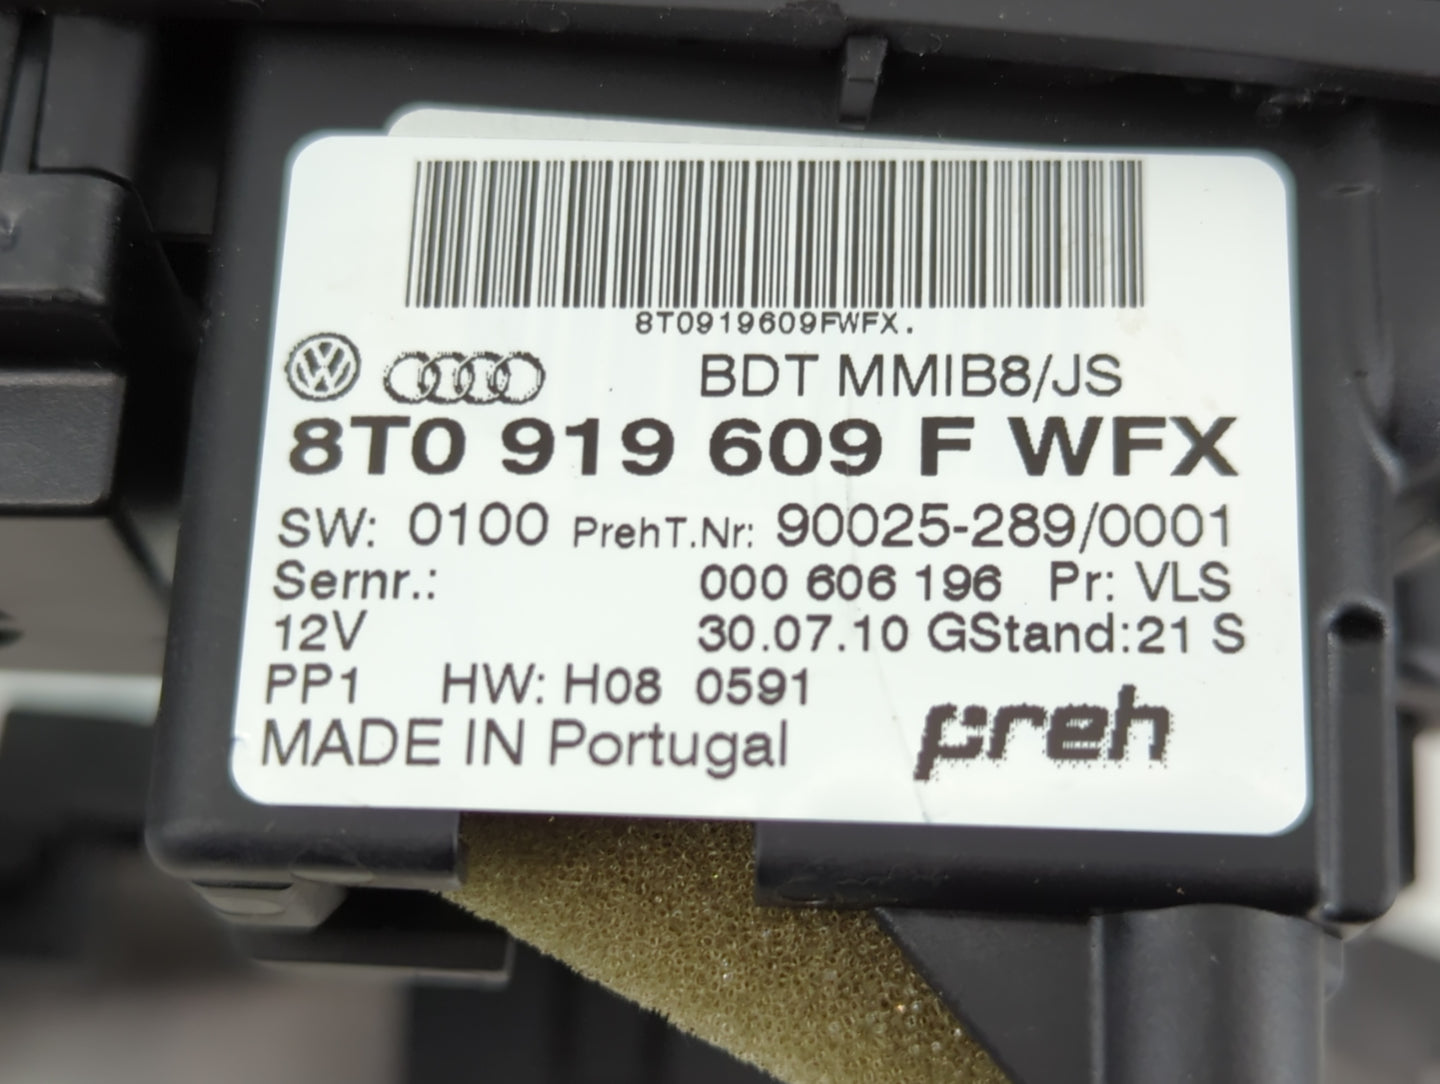 8T0919609FWFX.
BDT MMIB8/JS
8T0 919 609 F WFX
SW: 0100 PrehT.Nr: 90025-289/0001
Sernr.: 000 606 196 Pr: VLS
12V 30.07.10 GStand:21 S
PP1 HW: H08 0591
MADE IN Portugal preh